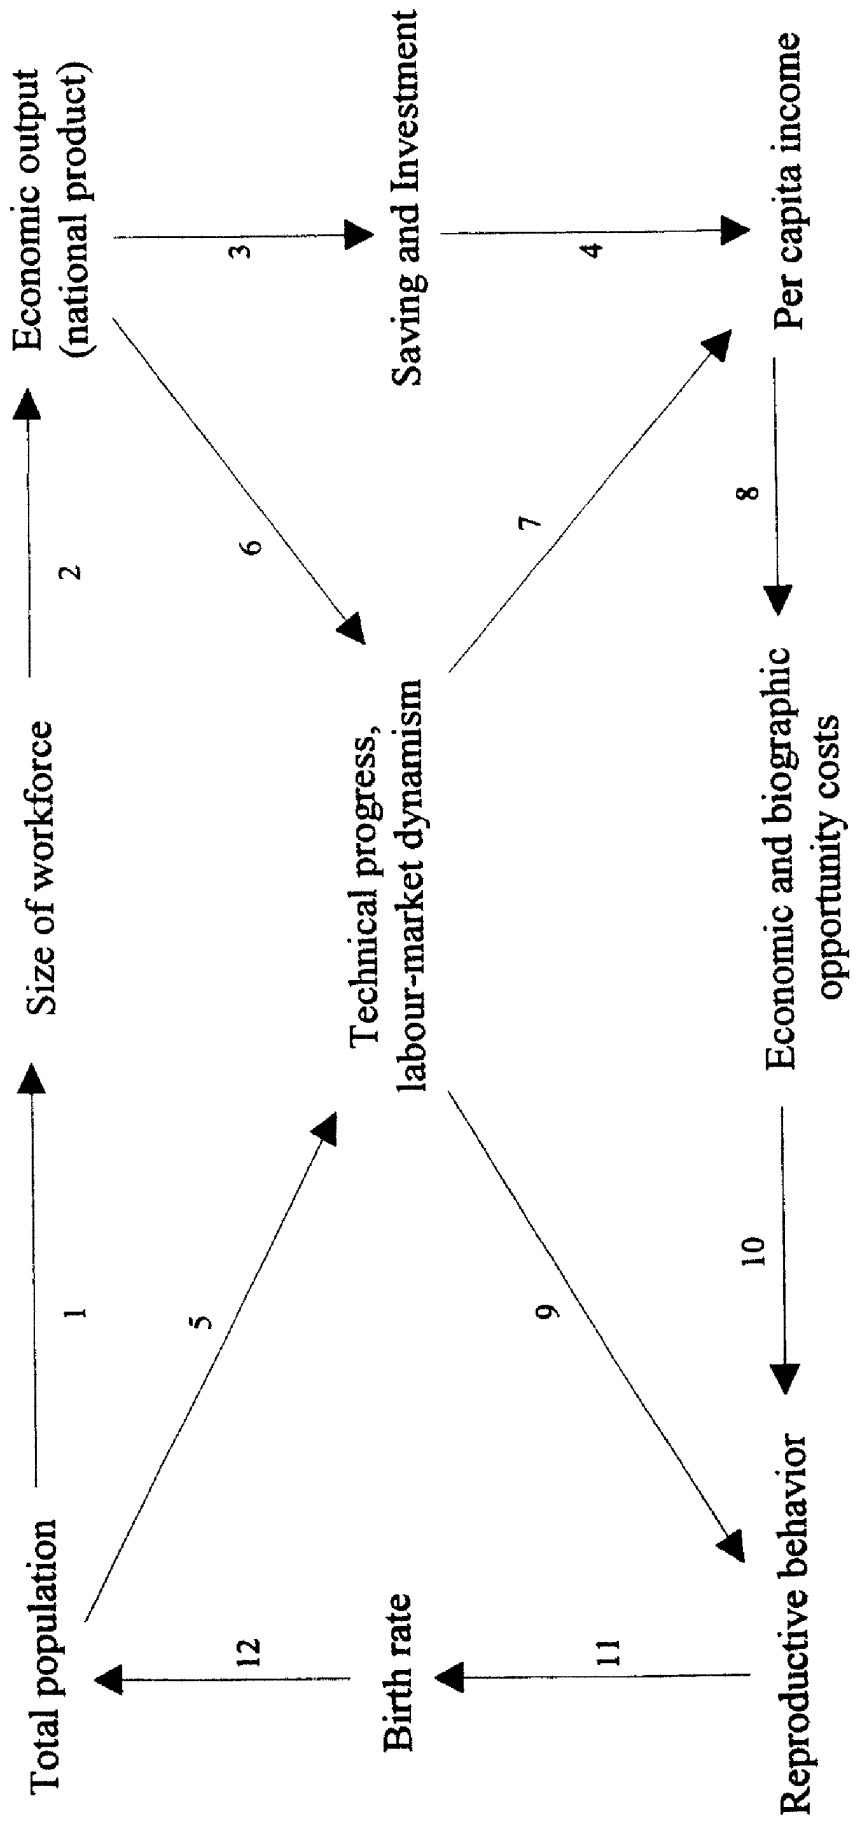 Total population
1
Size of workforce
2
Economic output
(national product)
5
6
3
12
Birth rate
Technical progress,
labour-market dynamism
Saving and Investment
11
9
7
4
Reproductive behavior
10
Economic and biographic
opportunity costs
8
Per capita income